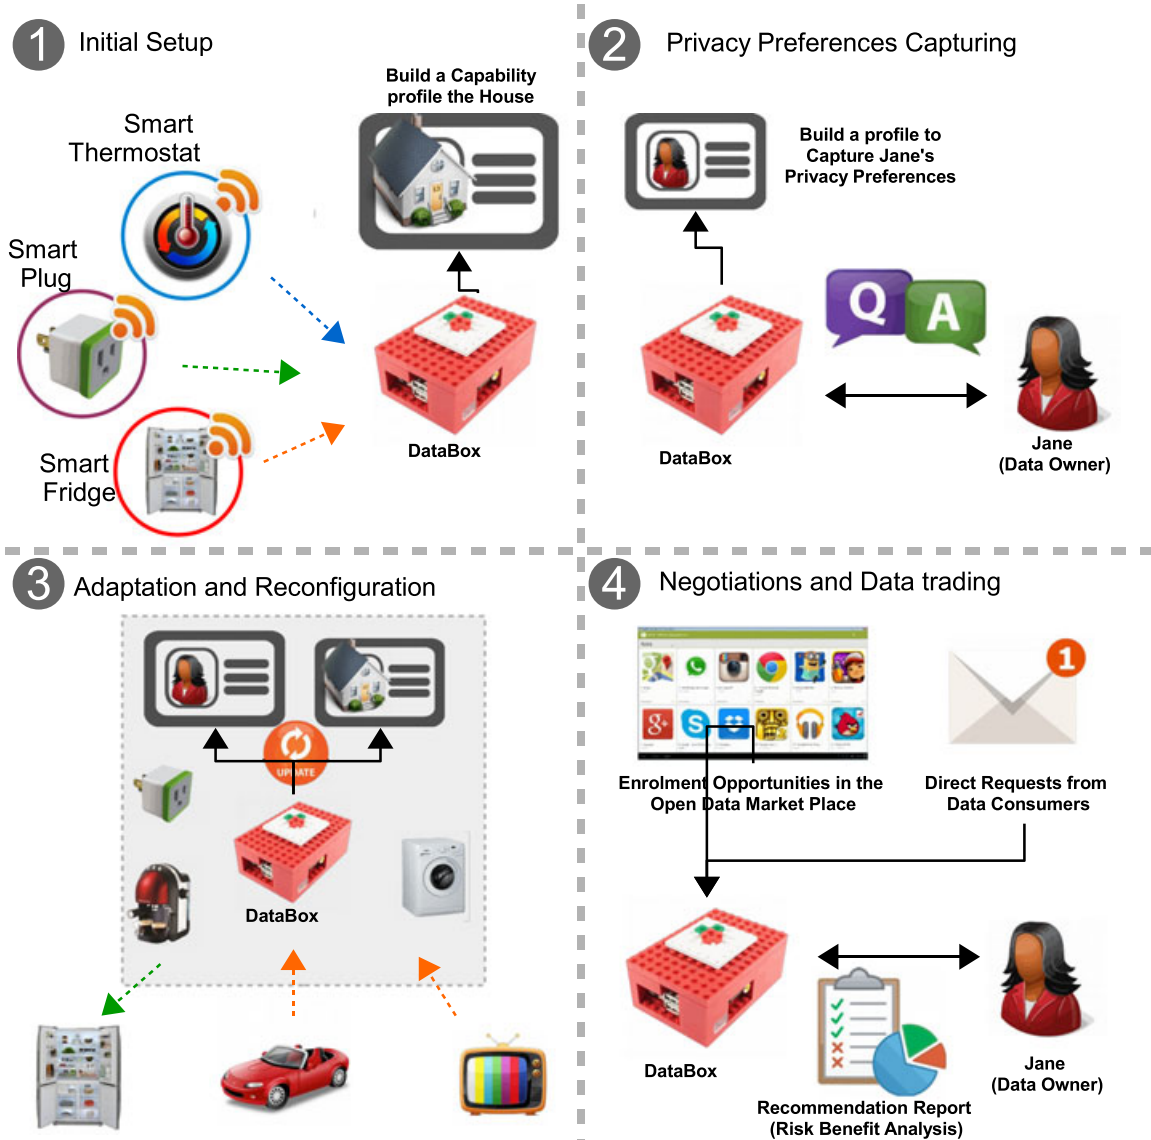 1 Initial Setup
Build a Capability
profile the House
Smart
Thermostat
Smart
Plug
Smart
Fridge
DataBox
2 Privacy Preferences Capturing
Build a profile to
Capture Jane's
Privacy Preferences
Q A
DataBox
Jane
(Data Owner)
3 Adaptation and Reconfiguration
UPDATE
DataBox
4 Negotiations and Data trading
1
Enrolment Opportunities in the
Open Data Market Place
Direct Requests from
Data Consumers
DataBox
Jane
(Data Owner)
Recommendation Report
(Risk Benefit Analysis)